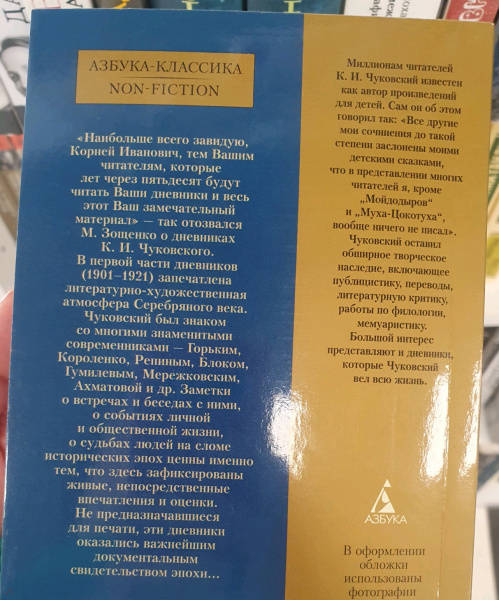 АЗБУКА-КЛАССИКА
NON-FICTION
«Наибольше всего завидую,
Корней Иванович, тем Вашим
читателям, которые
лет через пятьдесят будут
читать Ваши дневники и весь
этот Ваш замечательный
материал» — так отозвался
М. Зощенко о дневниках
К. И. Чуковского.
В первой части дневников
(1901–1921) запечатлена
литературно-художественная
атмосфера Серебряного века.
Чуковский был знаком
со многими знаменитыми
современниками — Горьким,
Короленко, Репиным, Блоком,
Гумилевым, Мережковским,
Ахматовой и др. Заметки
о встречах и беседах с ними,
о событиях личной
и общественной жизни,
о судьбах людей на сломе
исторических эпох ценны именно
тем, что здесь зафиксированы
живые, непосредственные
впечатления и оценки.
Не предназначавшиеся
для печати, эти дневники
оказались важнейшим
документальным
свидетельством эпохи...
Миллионам читателей
К. И. Чуковский известен
как автор произведений
для детей. Сам он об этом
говорил так: «Все другие
мои сочинения до такой
степени заслонены моими
детскими сказками,
что в представлении многих
читателей я, кроме
„Мойдодыров“
и „Муха-Цокотуха“,
вообще ничего не писал».
Чуковский оставил
обширное творческое
наследие, включающее
публицистику, переводы,
литературную критику,
работы по филологии,
мемуаристику.
Большой интерес
представляют и дневники,
которые Чуковский
вел всю жизнь.
АЗБУКА
В оформлении
обложки
использованы
фотографии